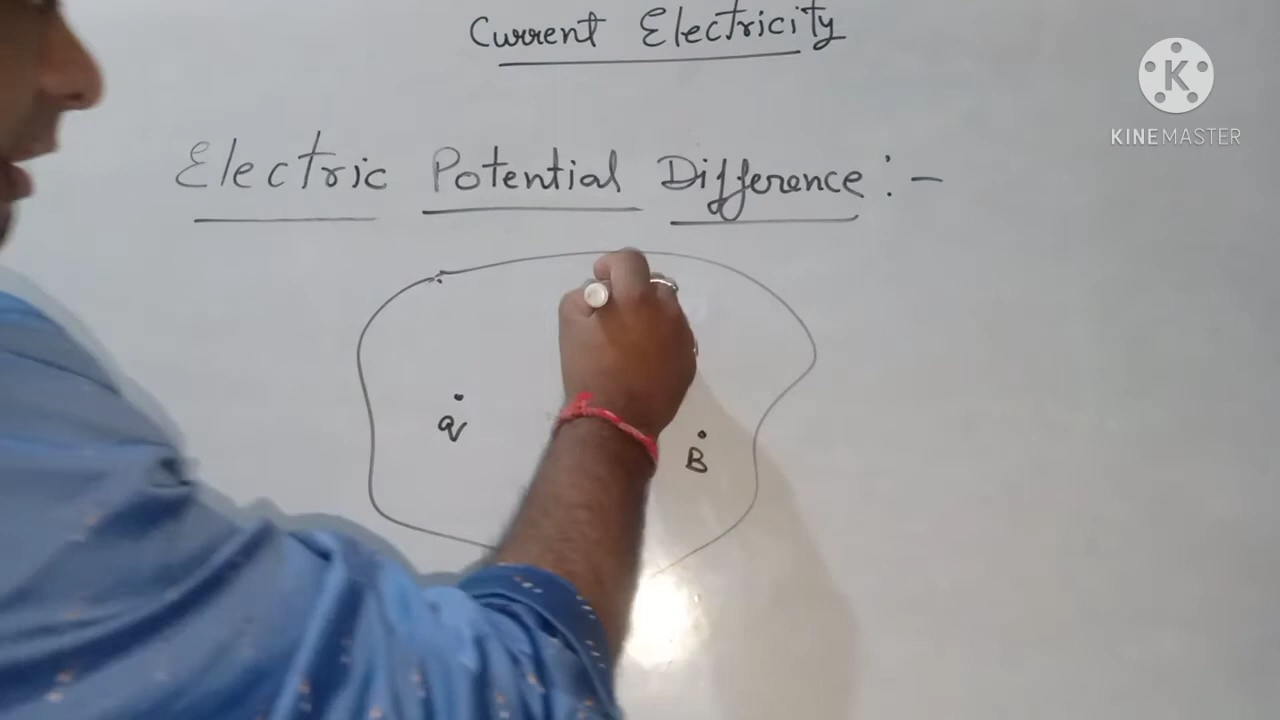 Current Electricity
K
KINEMASTER
Electric Potential Difference :-
q
B